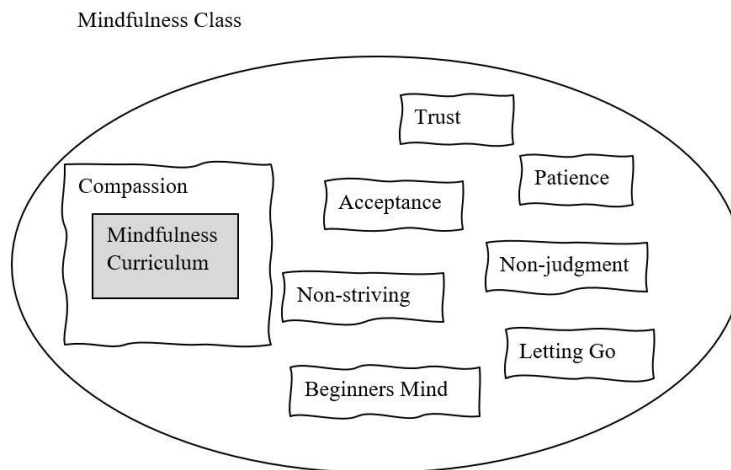 Mindfulness Class
Trust
Compassion
Patience
Acceptance
Mindfulness
Curriculum
Non-judgment
Non-striving
Letting Go
Beginners Mind